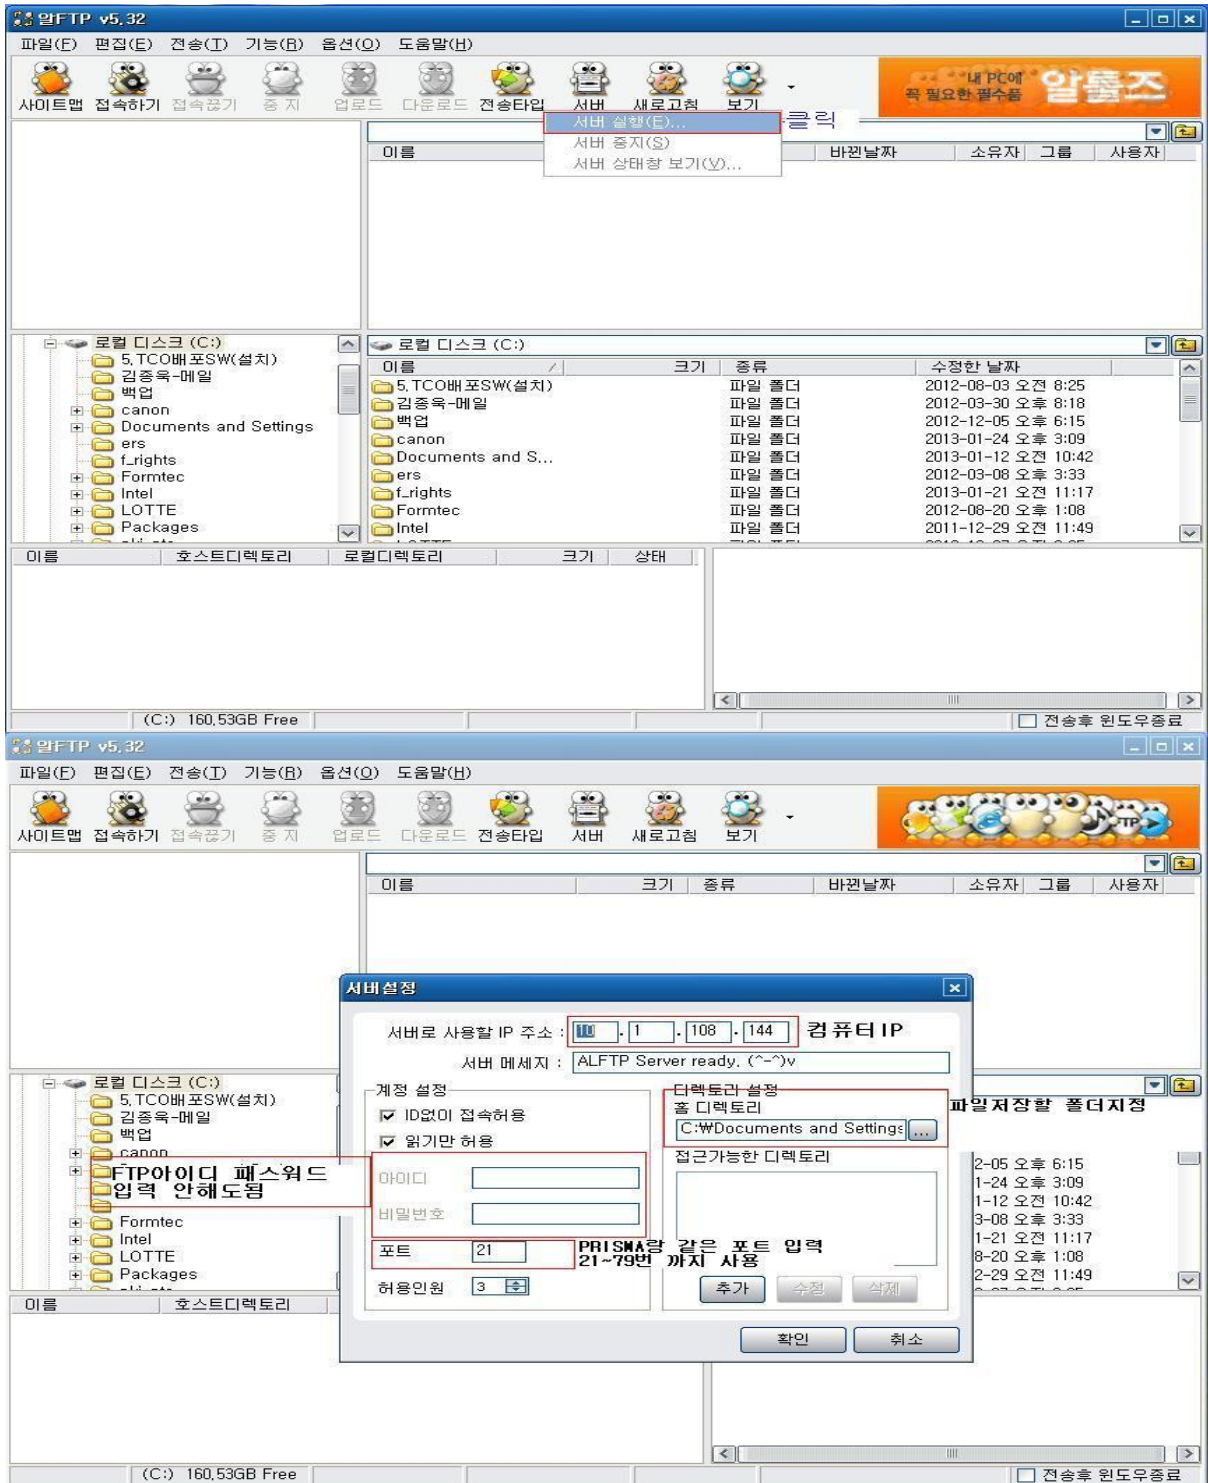 알FTP v5.32
파일(F) 편집(E) 전송(T) 기능(R) 옵션(O) 도움말(H)
사이트맵 접속하기 접속끊기 중 지 업로드 다운로드 전송타입 서버 새로고침 보기
내 PC에
꼭 필요한 필수품
알툴즈
서버 실행(E)...
클릭
서버 중지(S)
서버 상태창 보기(V)...
이름 바뀐날짜 소유자 그룹 사용자
로컬 디스크 (C:)
5.TCO배포SW(설치)
김종욱-메일
백업
canon
Documents and Settings
ers
f_rights
Formtec
Intel
LOTTE
Packages
로컬 디스크 (C:)
이름 크기 종류 수정한 날짜
5.TCO배포SW(설치) 파일 폴더 2012-08-03 오전 8:25
김종욱-메일 파일 폴더 2012-03-30 오후 8:18
백업 파일 폴더 2012-12-05 오후 6:15
canon 파일 폴더 2013-01-24 오후 3:09
Documents and S... 파일 폴더 2013-01-12 오전 10:42
ers 파일 폴더 2012-03-08 오후 3:33
f_rights 파일 폴더 2013-01-21 오전 11:17
Formtec 파일 폴더 2012-08-20 오후 1:08
Intel 파일 폴더 2011-12-29 오전 11:49
이름 호스트디렉토리 로컬디렉토리 크기 상태
(C:) 160.53GB Free
전송후 윈도우종료
알FTP v5.32
파일(F) 편집(E) 전송(T) 기능(R) 옵션(O) 도움말(H)
사이트맵 접속하기 접속끊기 중 지 업로드 다운로드 전송타입 서버 새로고침 보기
FTP
이름 크기 종류 바뀐날짜 소유자 그룹 사용자
서버설정
서버로 사용할 IP 주소 : 10 . 1 . 108 . 144 컴퓨터IP
서버 메세지 : ALFTP Server ready. (^-^)v
계정 설정
ID없이 접속허용
읽기만 허용
아이디
비밀번호
포트 21
PRISMA랑 같은 포트 입력
21~79번 까지 사용
허용인원 3
디렉토리 설정
홈 디렉토리
C:₩Documents and Settings ...
파일저장할 폴더지정
접근가능한 디렉토리
추가 수정 삭제
확인 취소
로컬 디스크 (C:)
5.TCO배포SW(설치)
김종욱-메일
백업
canon
FTP아이디 패스워드
입력 안해도됨
Formtec
Intel
LOTTE
Packages
2-05 오후 6:15
1-24 오후 3:09
1-12 오전 10:42
3-08 오후 3:33
1-21 오전 11:17
8-20 오후 1:08
2-29 오전 11:49
이름 호스트디렉토리
(C:) 160.53GB Free
전송후 윈도우종료